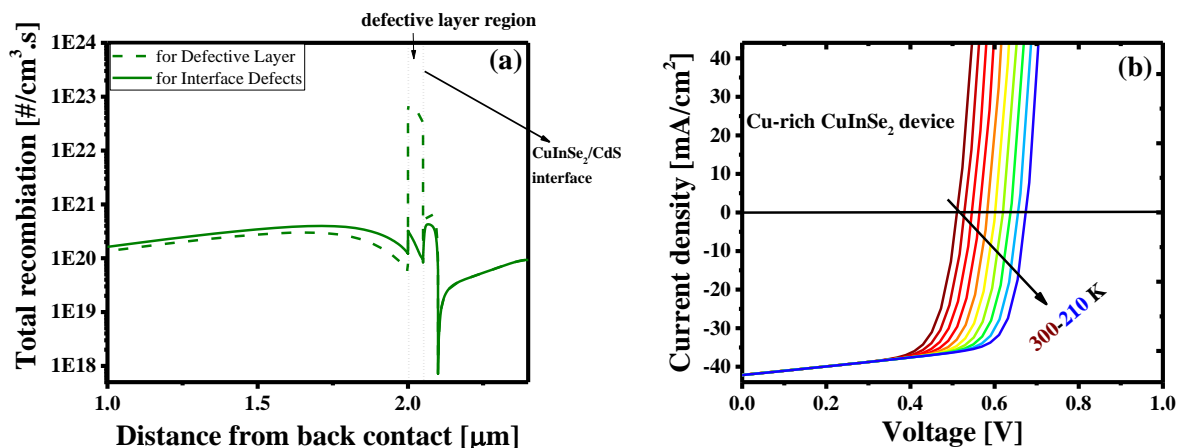 defective layer region
1E24
1E23
1E22
1E21
1E20
1E19
1E18
Total recombiation [#/cm³.s]
for Defective Layer
for Interface Defects
(a)
CuInSe₂/CdS
interface
1.0 1.5 2.0
Distance from back contact [μm]
40
30
20
10
0
-10
-20
-30
-40
Current density [mA/cm²]
(b)
Cu-rich CuInSe₂ device
300-210 K
0.0 0.2 0.4 0.6 0.8 1.0
Voltage [V]